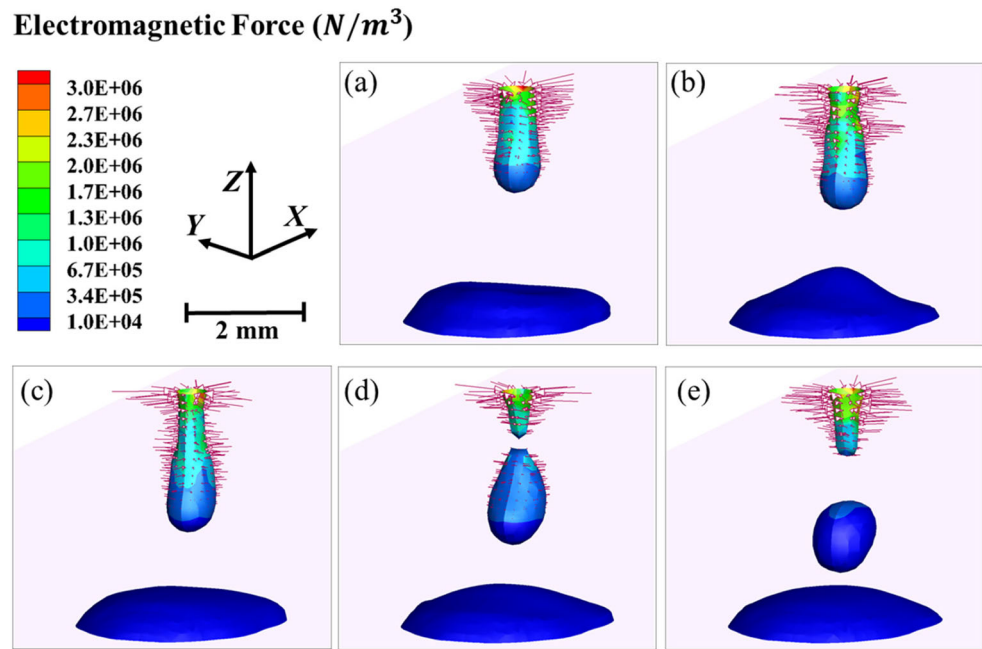 Electromagnetic Force (N/m³)
3.0E+06
2.7E+06
2.3E+06
2.0E+06
1.7E+06
1.3E+06
1.0E+06
6.7E+05
3.4E+05
1.0E+04
Z
Y
X
2 mm
(a)
(b)
(c)
(d)
(e)